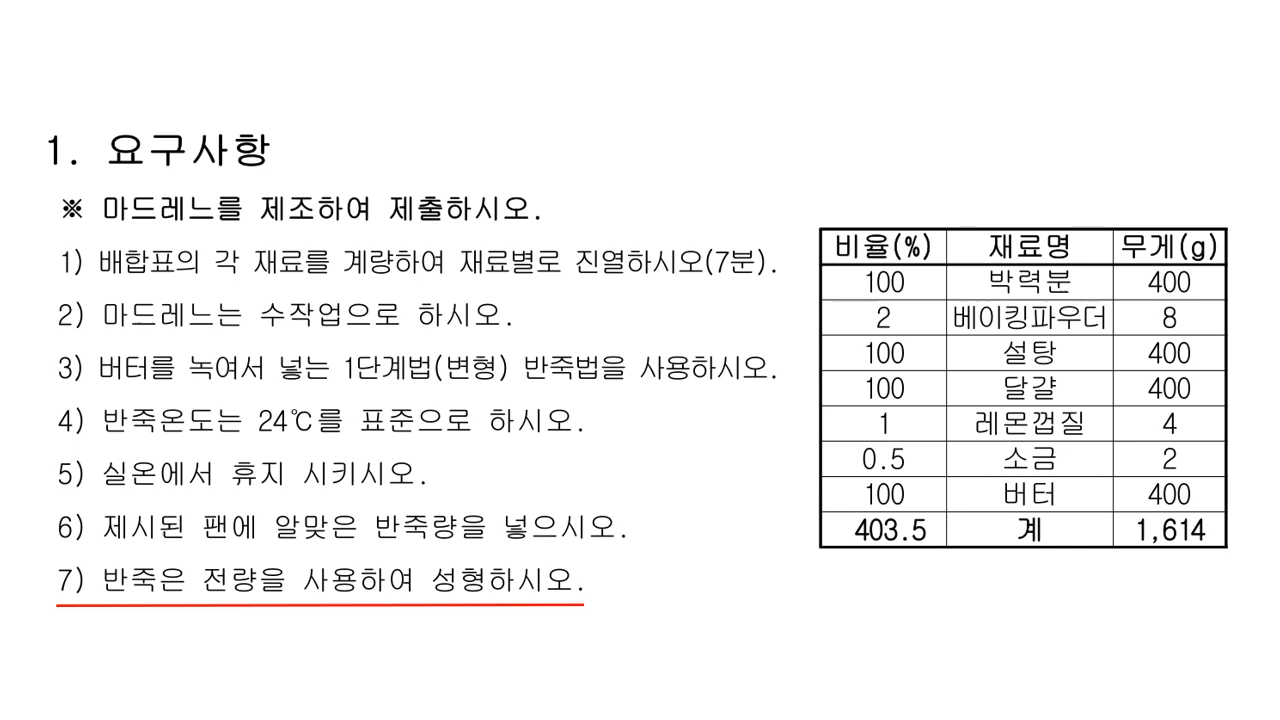 1. 요구사항
※ 마드레느를 제조하여 제출하시오.
1) 배합표의 각 재료를 계량하여 재료별로 진열하시오(7분).
2) 마드레느는 수작업으로 하시오.
3) 버터를 녹여서 넣는 1단계법(변형) 반죽법을 사용하시오.
4) 반죽온도는 24℃를 표준으로 하시오.
5) 실온에서 휴지 시키시오.
6) 제시된 팬에 알맞은 반죽량을 넣으시오.
7) 반죽은 전량을 사용하여 성형하시오.
비율(%) 재료명 무게(g)
100 박력분 400
2 베이킹파우더 8
100 설탕 400
100 달걀 400
1 레몬껍질 4
0.5 소금 2
100 버터 400
403.5 계 1,614